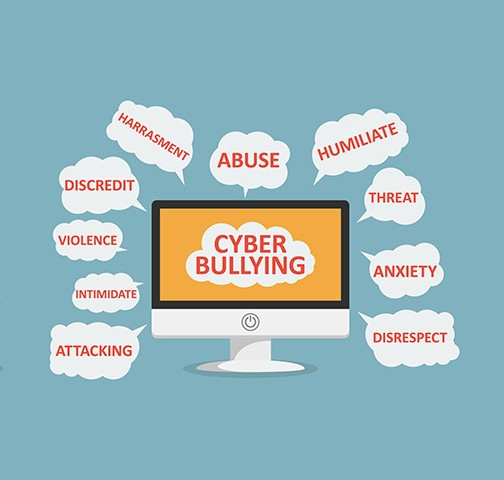 HARRASMENT
ABUSE
HUMILIATE
DISCREDIT
THREAT
VIOLENCE
CYBER
BULLYING
ANXIETY
INTIMIDATE
ATTACKING
DISRESPECT